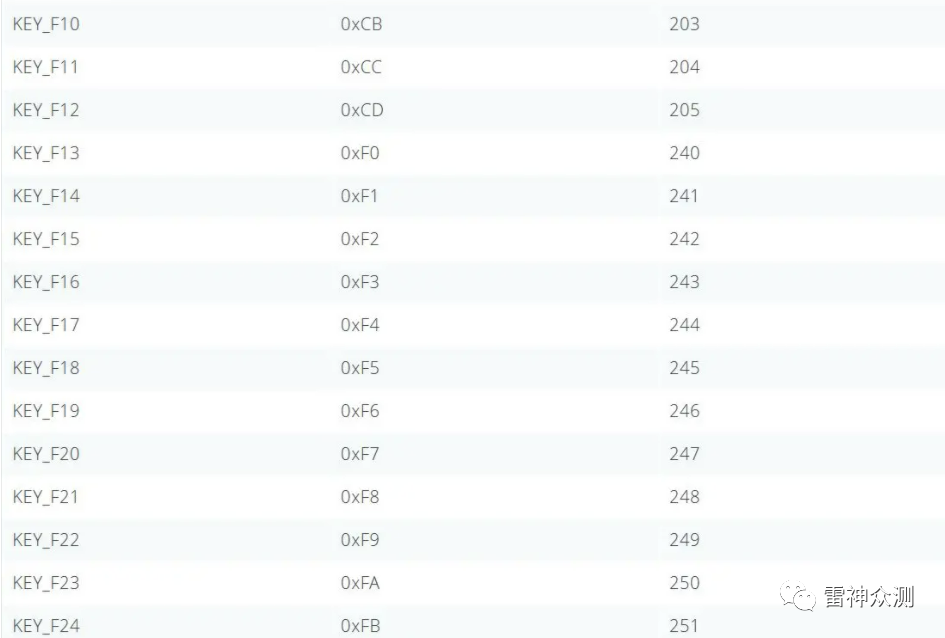 KEY_F10 0xCB 203
KEY_F11 0xCC 204
KEY_F12 0xCD 205
KEY_F13 0xF0 240
KEY_F14 0xF1 241
KEY_F15 0xF2 242
KEY_F16 0xF3 243
KEY_F17 0xF4 244
KEY_F18 0xF5 245
KEY_F19 0xF6 246
KEY_F20 0xF7 247
KEY_F21 0xF8 248
KEY_F22 0xF9 249
KEY_F23 0xFA 250
雷神众测
KEY_F24 0xFB 251